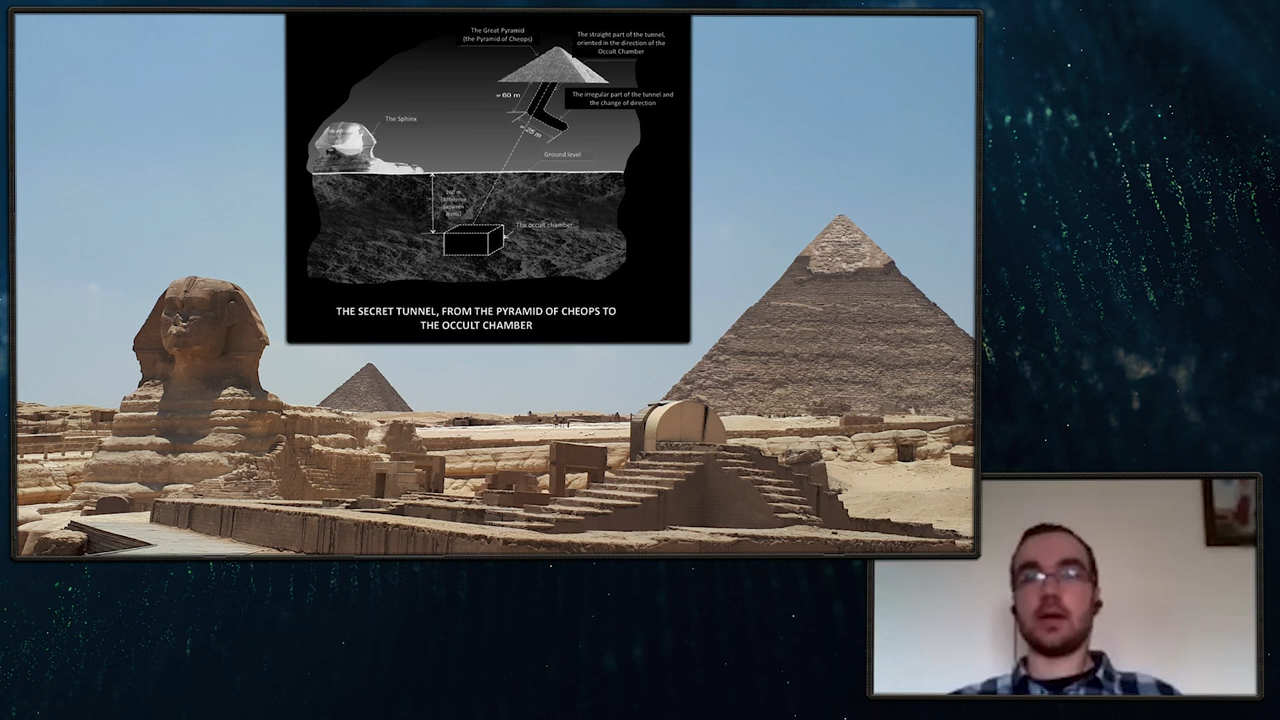 The Great Pyramid
(the Pyramid of Cheops)
The straight part of the tunnel,
oriented in the direction of the
Occult Chamber
≈ 60 m
The irregular part of the tunnel and
the change of direction
≈ 25 m
The Sphinx
Ground level
The occult chamber
THE SECRET TUNNEL, FROM THE PYRAMID OF CHEOPS TO
THE OCCULT CHAMBER